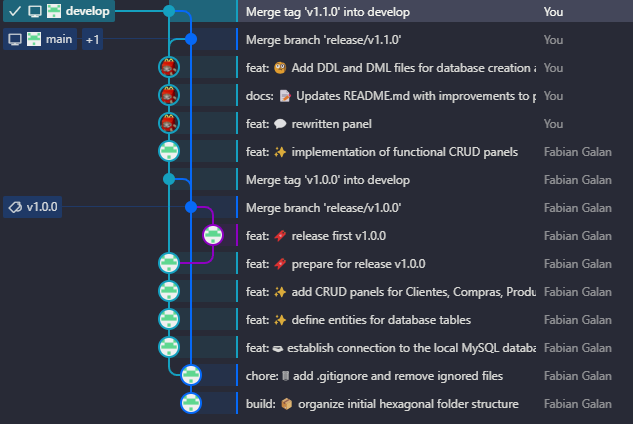 develop Merge tag 'v1.1.0' into develop You
main +1 Merge branch 'release/v1.1.0' You
feat: 🧐 Add DDL and DML files for database creation You
docs: 📝 Updates README.md with improvements to You
feat: 💬 rewritten panel You
feat: ✨ implementation of functional CRUD panels Fabian Galan
Merge tag 'v1.0.0' into develop Fabian Galan
v1.0.0 Merge branch 'release/v1.0.0' Fabian Galan
feat: 🚀 release first v1.0.0 Fabian Galan
feat: 🚀 prepare for release v1.0.0 Fabian Galan
feat: ✨ add CRUD panels for Clientes, Compras, Produ Fabian Galan
feat: ✨ define entities for database tables Fabian Galan
feat: establish connection to the local MySQL databa Fabian Galan
chore: add .gitignore and remove ignored files Fabian Galan
build: 📦 organize initial hexagonal folder structure Fabian Galan